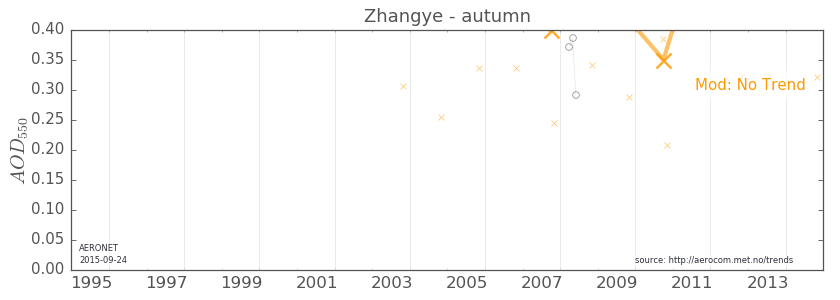 Zhangye - autumn
0.40
0.35
0.30
0.25
0.20
0.15
0.10
0.05
0.00
AOD550
Mod: No Trend
AERONET
2015-09-24
source: http://aerocom.met.no/trends
1995 1997 1999 2001 2003 2005 2007 2009 2011 2013